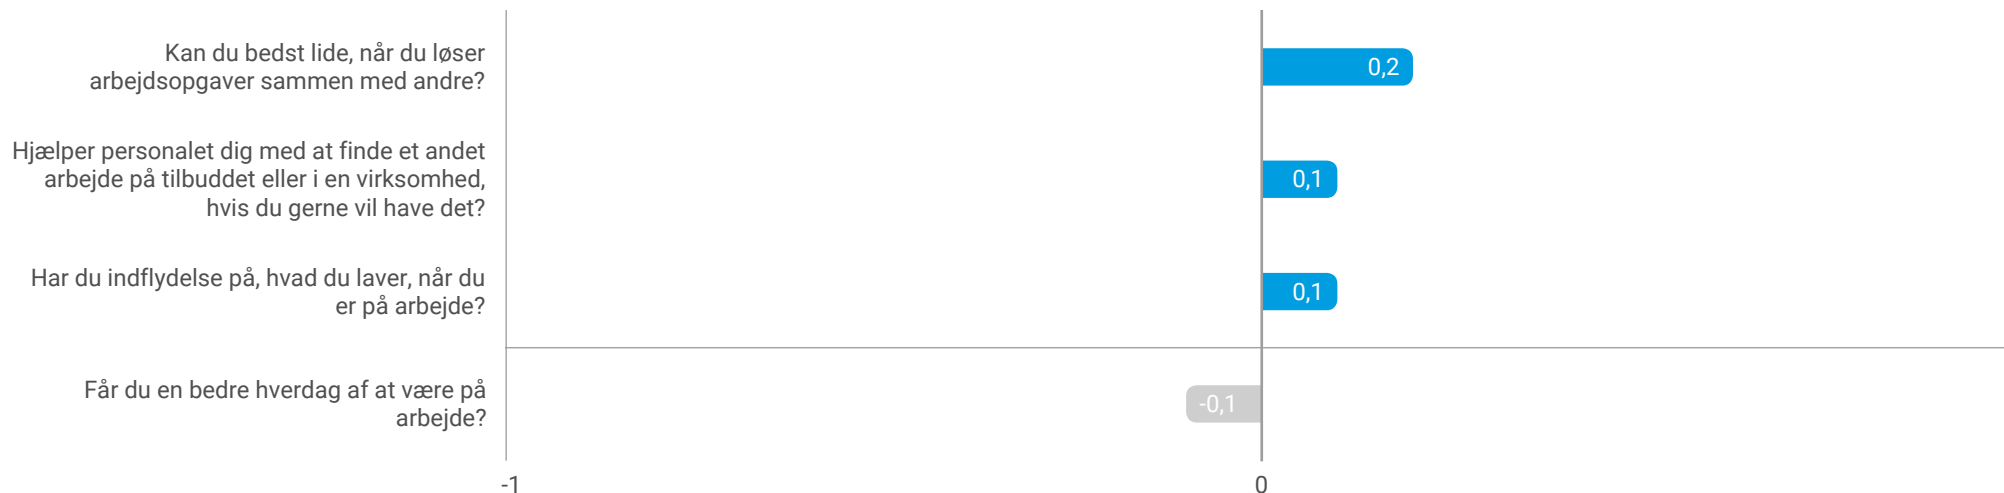 Kan du bedst lide, når du løser
arbejdsopgaver sammen med andre?
0,2
Hjælper personalet dig med at finde et andet
arbejde på tilbuddet eller i en virksomhed,
hvis du gerne vil have det?
0,1
Har du indflydelse på, hvad du laver, når du
er på arbejde?
0,1
Får du en bedre hverdag af at være på
arbejde?
-0,1
-1
0